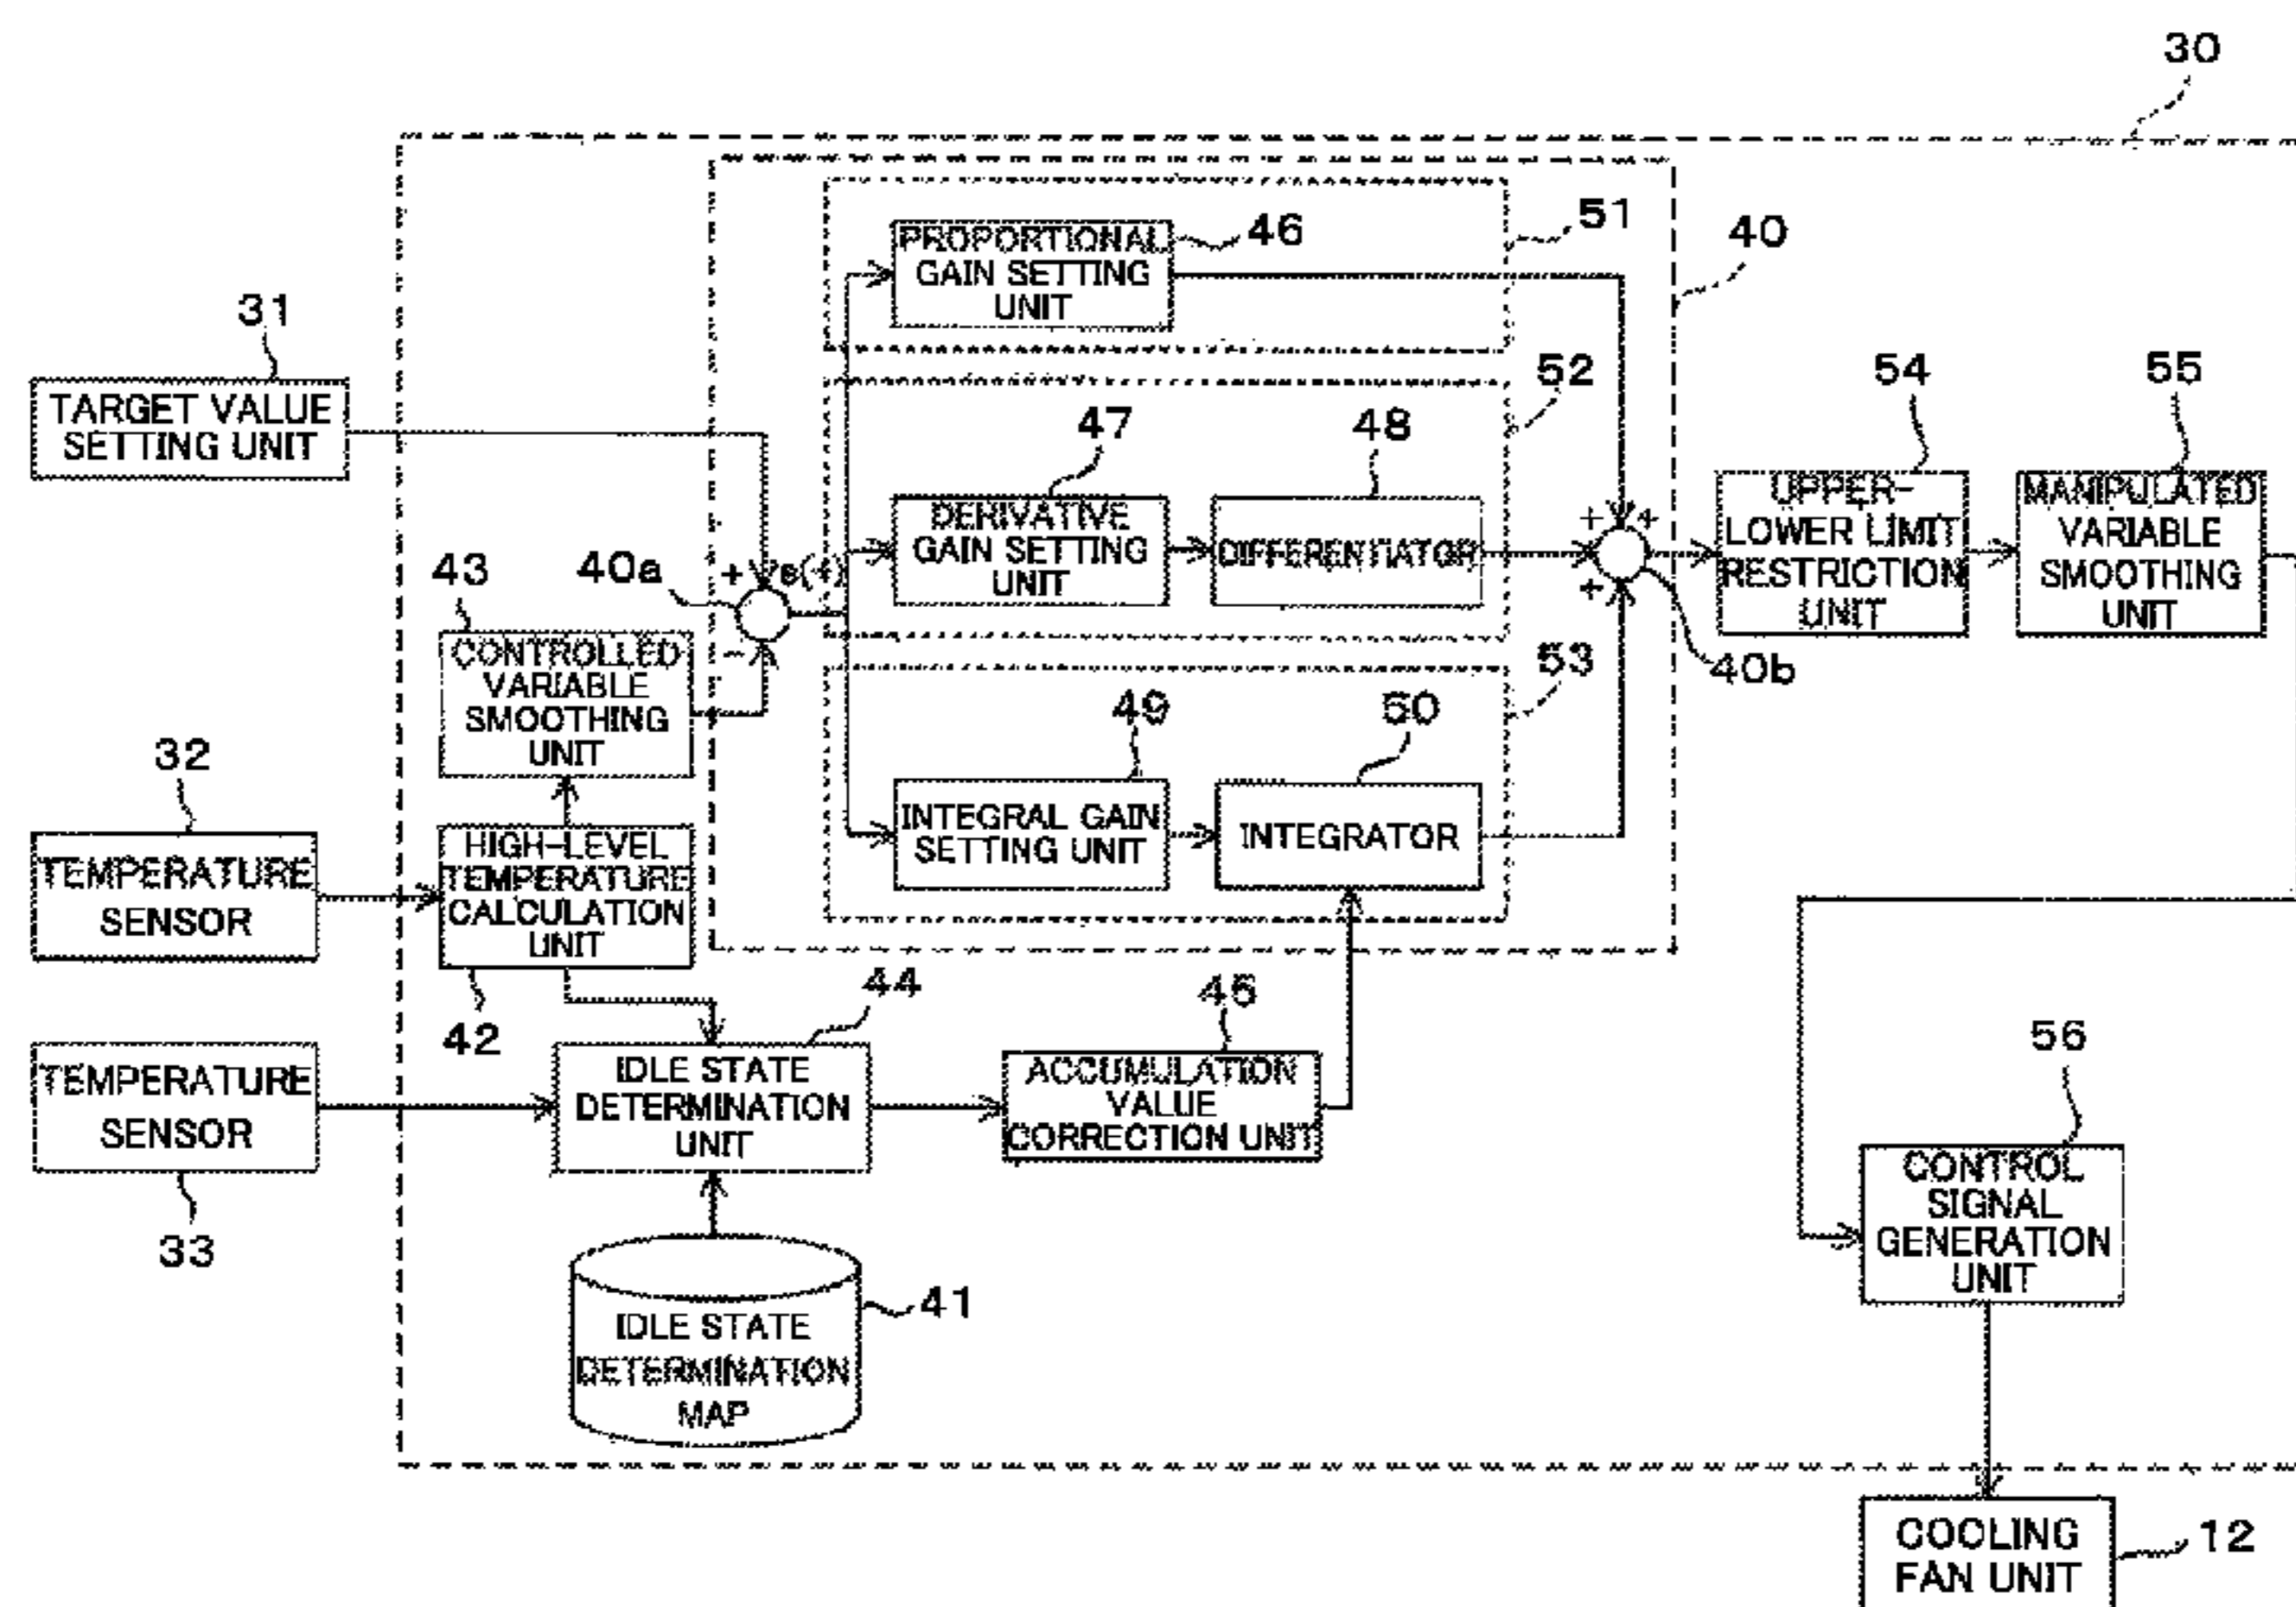 30
51
PROPORTIONAL
GAIN SETTING
UNIT
46
40
31
TARGET VALUE
SETTING UNIT
52
54
55
47
48
DERIVATIVE
GAIN SETTING
UNIT
DIFFERENTIATOR
+
+
+
UPPER-
LOWER LIMIT
RESTRICTION
UNIT
MANIPULATED
VARIABLE
SMOOTHING
UNIT
43
40a
+
-
40b
CONTROLLED
VARIABLE
SMOOTHING
UNIT
53
49
50
32
TEMPERATURE
SENSOR
HIGH-LEVEL
TEMPERATURE
CALCULATION
UNIT
INTEGRAL GAIN
SETTING UNIT
INTEGRATOR
42
44
45
TEMPERATURE
SENSOR
33
IDLE STATE
DETERMINATION
UNIT
ACCUMULATION
VALUE
CORRECTION UNIT
56
CONTROL
SIGNAL
GENERATION
UNIT
IDLE STATE
DETERMINATION
MAP
41
COOLING
FAN UNIT
12